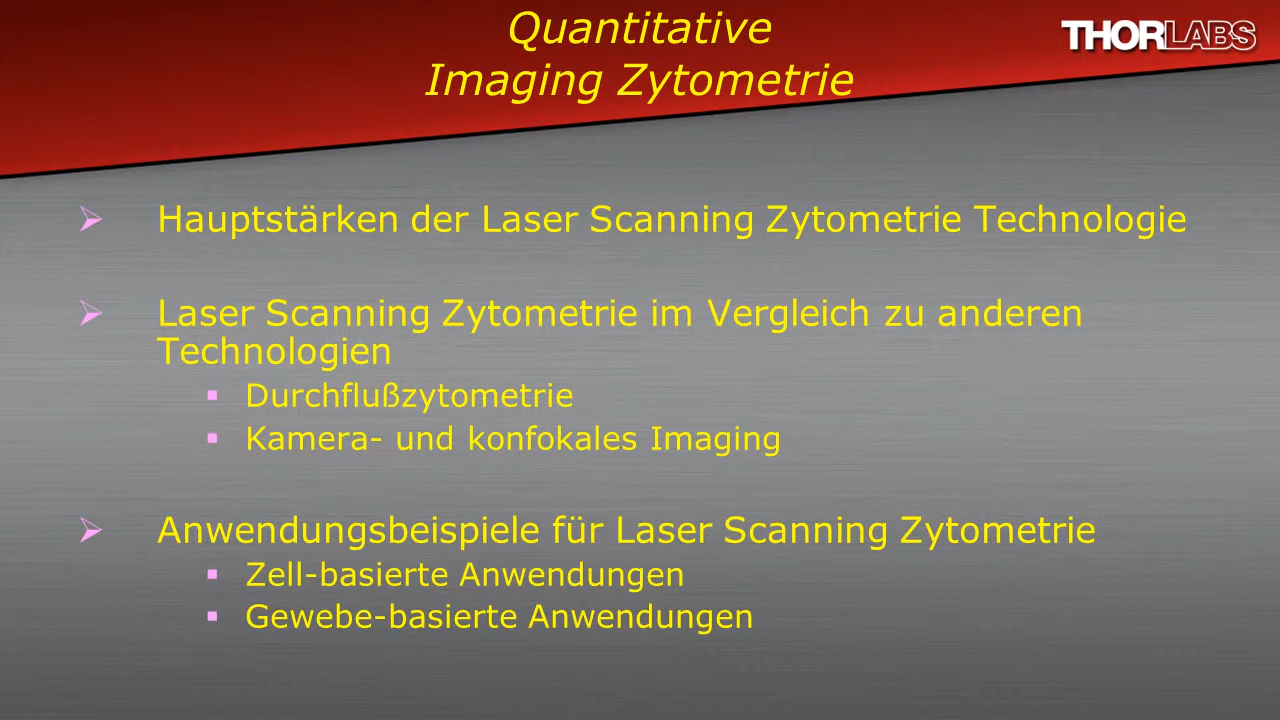 Quantitative
Imaging Zytometrie
THORLABS
Hauptstärken der Laser Scanning Zytometrie Technologie
Laser Scanning Zytometrie im Vergleich zu anderen
Technologien
Durchflußzytometrie
Kamera- und konfokales Imaging
Anwendungsbeispiele für Laser Scanning Zytometrie
Zell-basierte Anwendungen
Gewebe-basierte Anwendungen